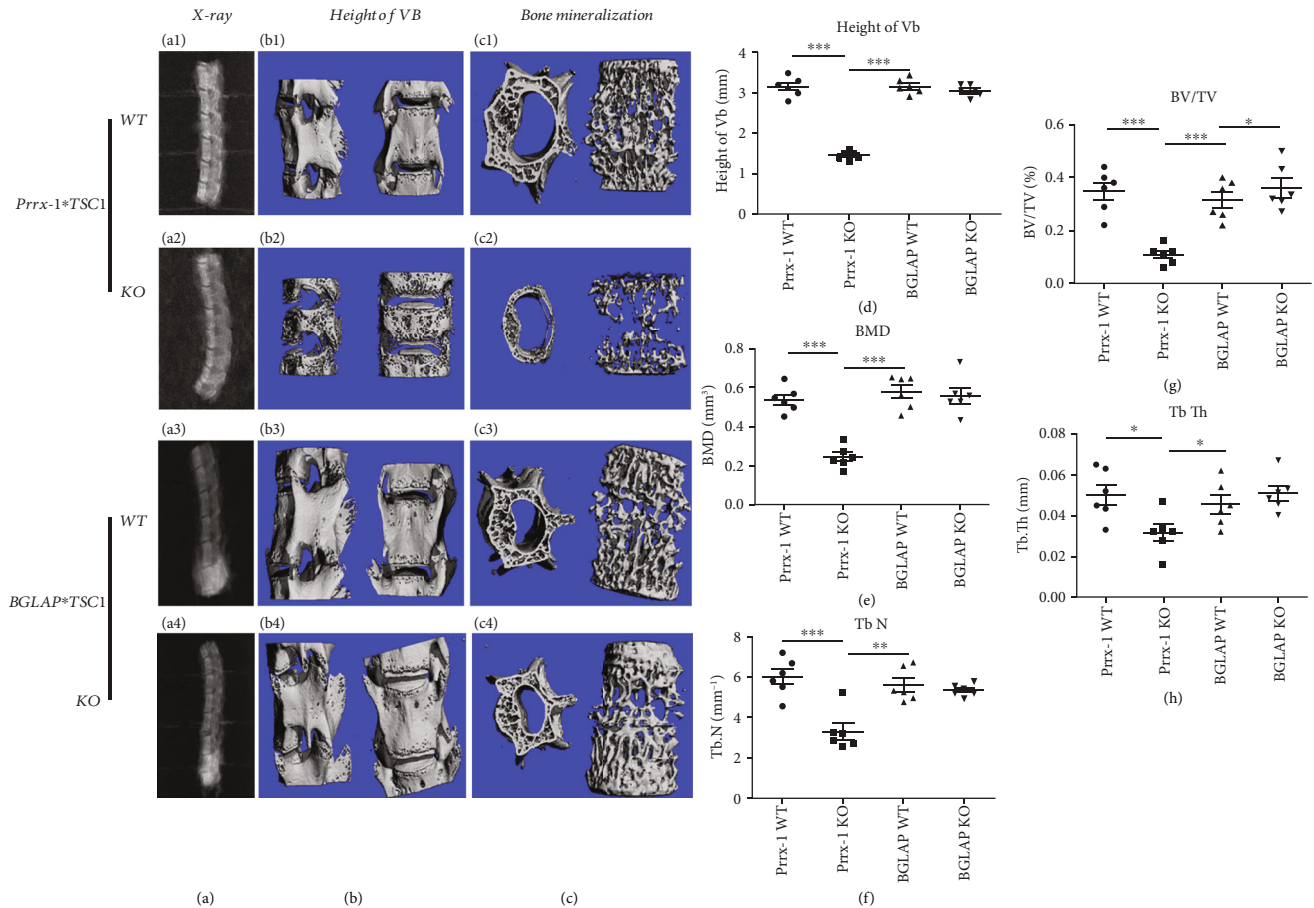 X-ray
Height of VB
Bone mineralization
(a1)
(b1)
(c1)
WT
Prrx-1*TSC1
(a2)
(b2)
(c2)
KO
(a3)
(b3)
(c3)
WT
BGLAP*TSC1
(a4)
(b4)
(c4)
KO
(a)
(b)
(c)
Height of Vb
*** ***
Height of Vb (mm)
4
3
2
1
0
Prrx-1 WT
Prrx-1 KO
BGLAP WT
BGLAP KO
(d)
BMD
*** ***
BMD (mm³)
0.8
0.6
0.4
0.2
0.0
Prrx-1 WT
Prrx-1 KO
BGLAP WT
BGLAP KO
(e)
Tb N
*** **
Tb.N (mm⁻¹)
8
6
4
2
0
Prrx-1 WT
Prrx-1 KO
BGLAP WT
BGLAP KO
(f)
BV/TV
*** *** *
BV/TV (%)
0.6
0.4
0.2
0.0
Prrx-1 WT
Prrx-1 KO
BGLAP WT
BGLAP KO
(g)
Tb Th
* *
Tb.Th (mm)
0.08
0.06
0.04
0.02
0.00
Prrx-1 WT
Prrx-1 KO
BGLAP WT
BGLAP KO
(h)